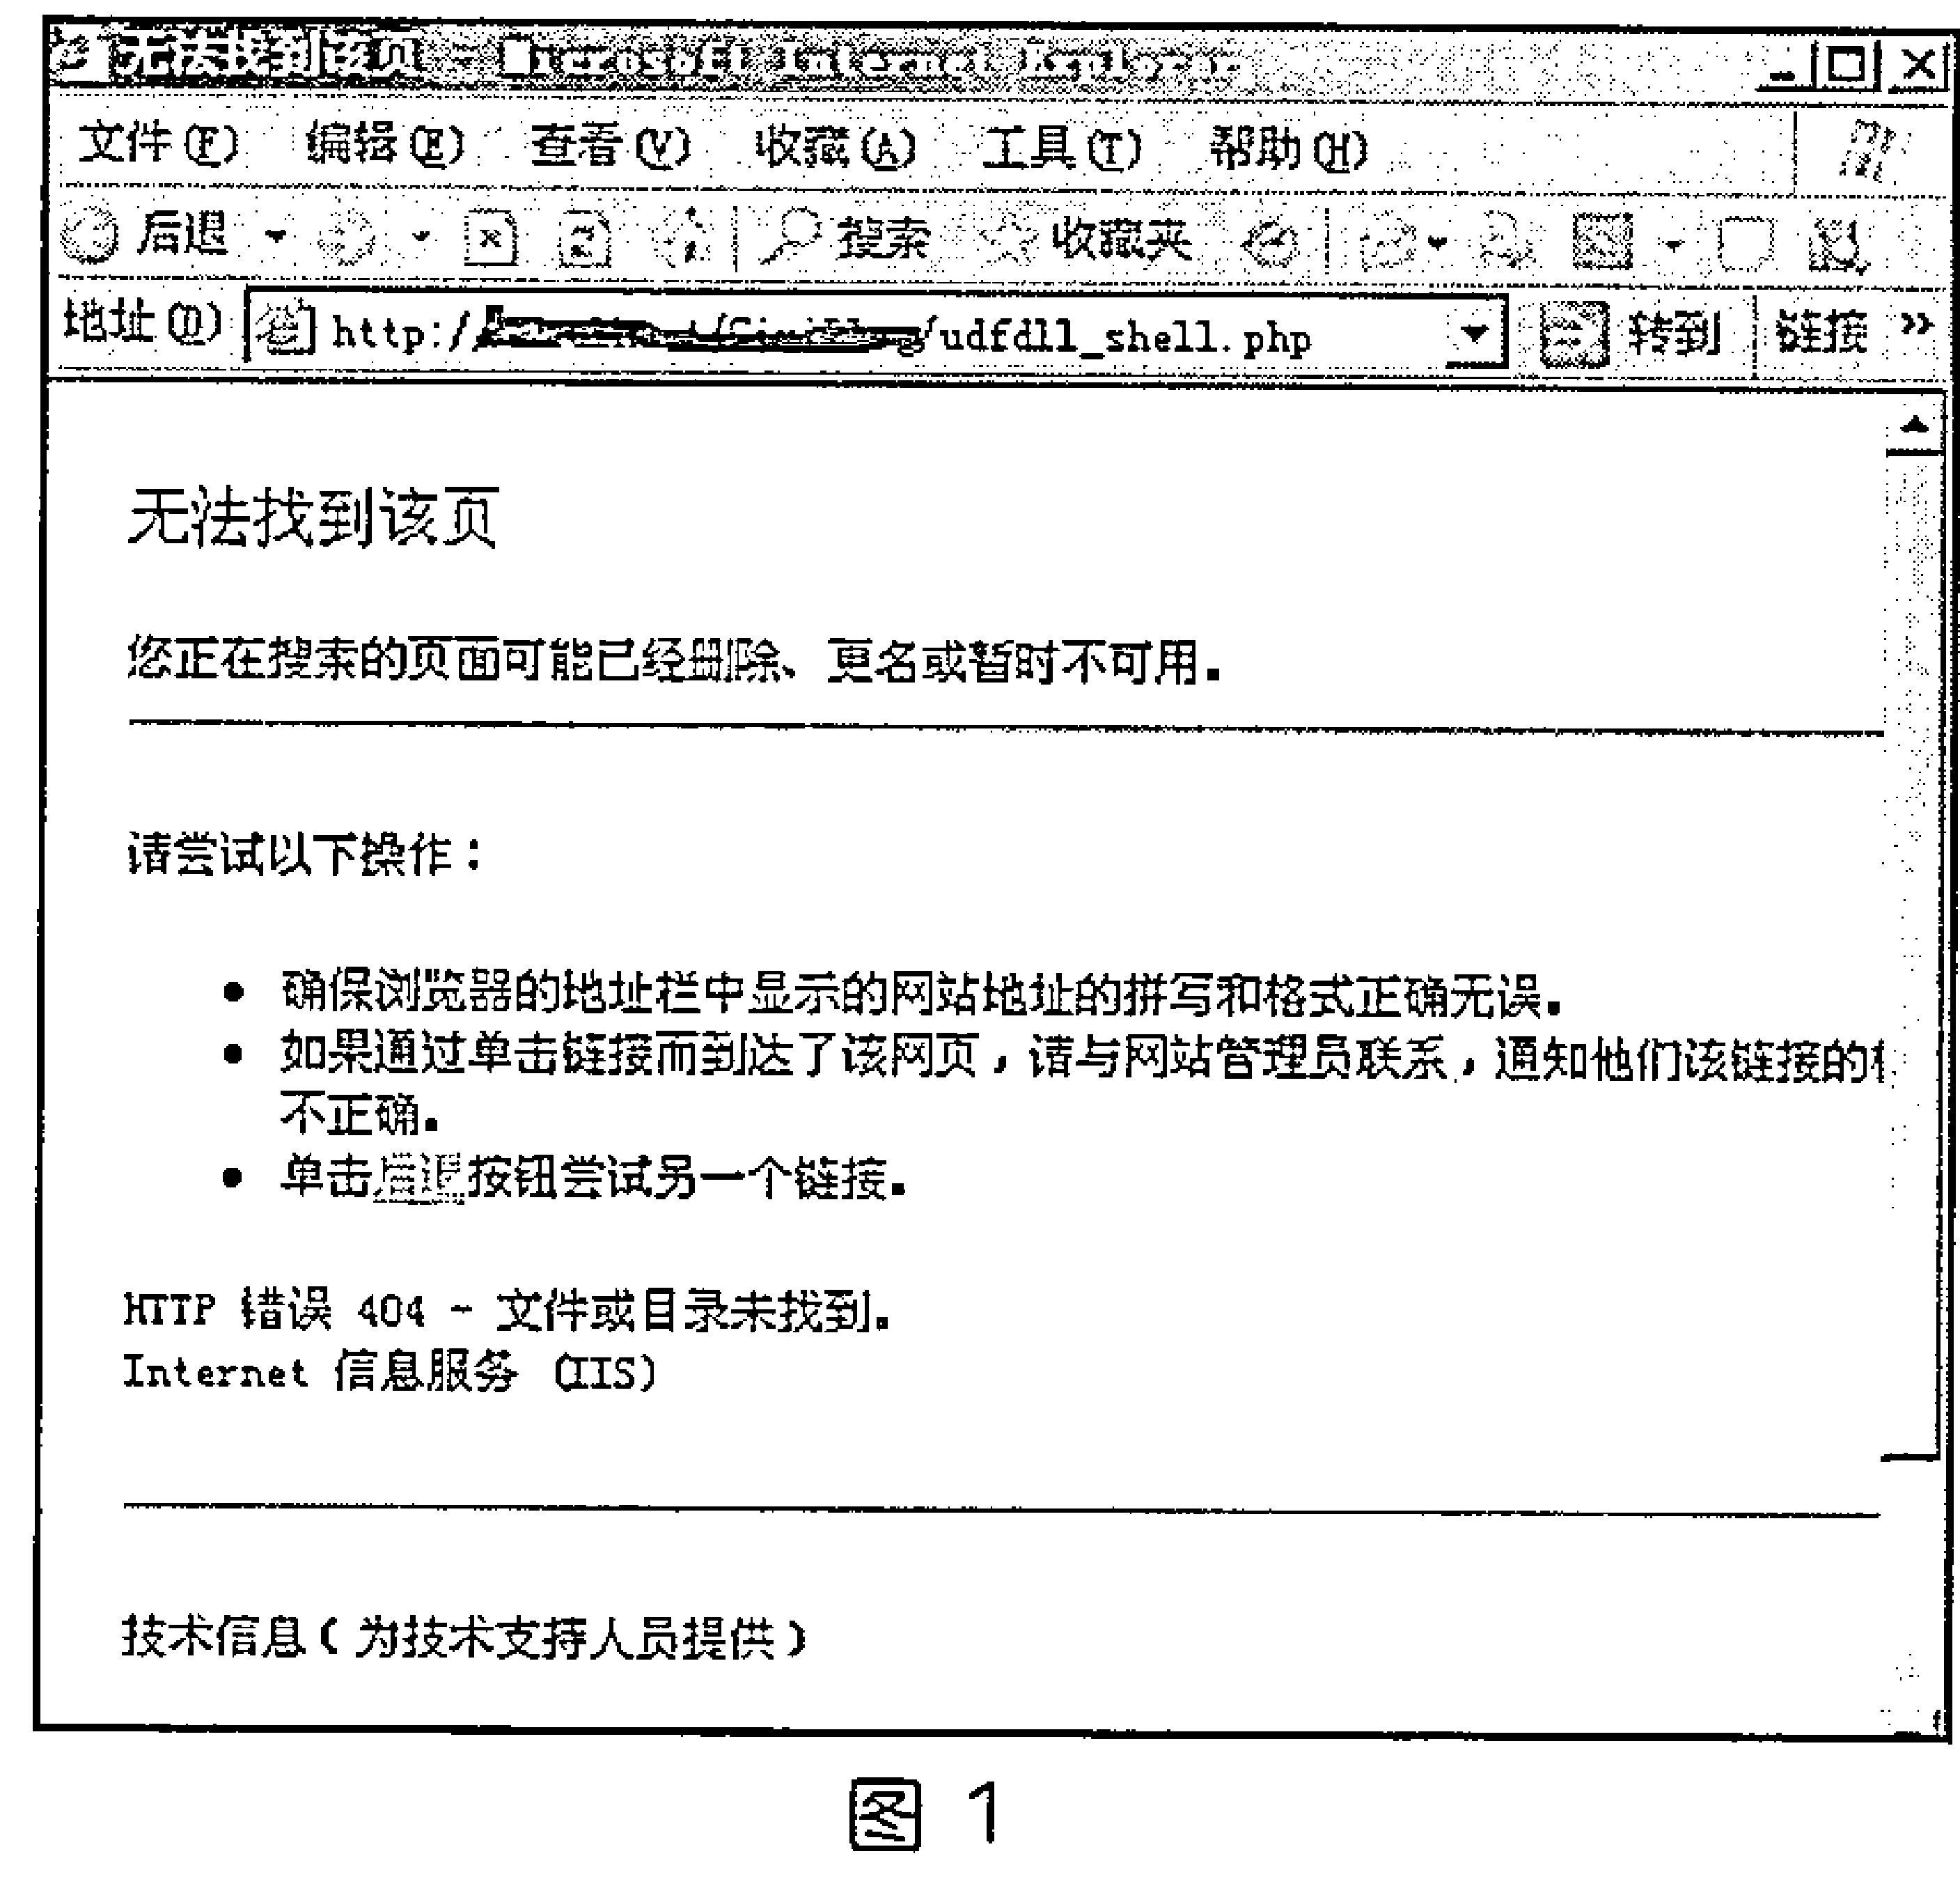 无法找到该页 - Microsoft Internet Explorer
文件(F) 编辑(E) 查看(V) 收藏(A) 工具(T) 帮助(H)
后退 搜索 收藏夹
地址(D) http:// /udfdll_shell.php 转到 链接 »
无法找到该页
您正在搜索的页面可能已经删除、更名或暂时不可用。
请尝试以下操作：
• 确保浏览器的地址栏中显示的网站地址的拼写和格式正确无误。
• 如果通过单击链接而到达了该网页，请与网站管理员联系，通知他们该链接的
不正确。
• 单击后退按钮尝试另一个链接。
HTTP 错误 404 - 文件或目录未找到。
Internet 信息服务 (IIS)
技术信息（为技术支持人员提供）
图 1